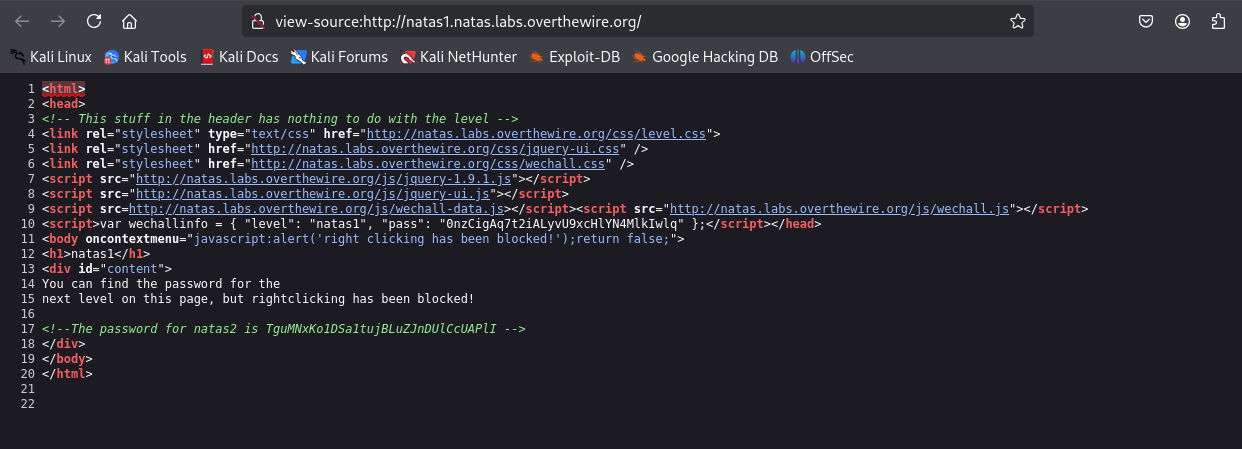 view-source:http://natas1.natas.labs.overthewire.org/
Kali Linux Kali Tools Kali Docs Kali Forums Kali NetHunter Exploit-DB Google Hacking DB OffSec
1 <html>
2 <head>
3 <!-- This stuff in the header has nothing to do with the level -->
4 <link rel="stylesheet" type="text/css" href="http://natas.labs.overthewire.org/css/level.css">
5 <link rel="stylesheet" href="http://natas.labs.overthewire.org/css/jquery-ui.css" />
6 <link rel="stylesheet" href="http://natas.labs.overthewire.org/css/wechall.css" />
7 <script src="http://natas.labs.overthewire.org/js/jquery-1.9.1.js"></script>
8 <script src="http://natas.labs.overthewire.org/js/jquery-ui.js"></script>
9 <script src=http://natas.labs.overthewire.org/js/wechall-data.js></script><script src="http://natas.labs.overthewire.org/js/wechall.js"></script>
10 <script>var wechallinfo = { "level": "natas1", "pass": "0nzCigAq7t2iALyvU9xcHlYN4MlkIwlq" };</script></head>
11 <body oncontextmenu="javascript:alert('right clicking has been blocked!');return false;">
12 <h1>natas1</h1>
13 <div id="content">
14 You can find the password for the
15 next level on this page, but rightclicking has been blocked!
16
17 <!--The password for natas2 is TguMNxKo1DSa1tujBLuZJnDUlCcUAPlI -->
18 </div>
19 </body>
20 </html>
21
22